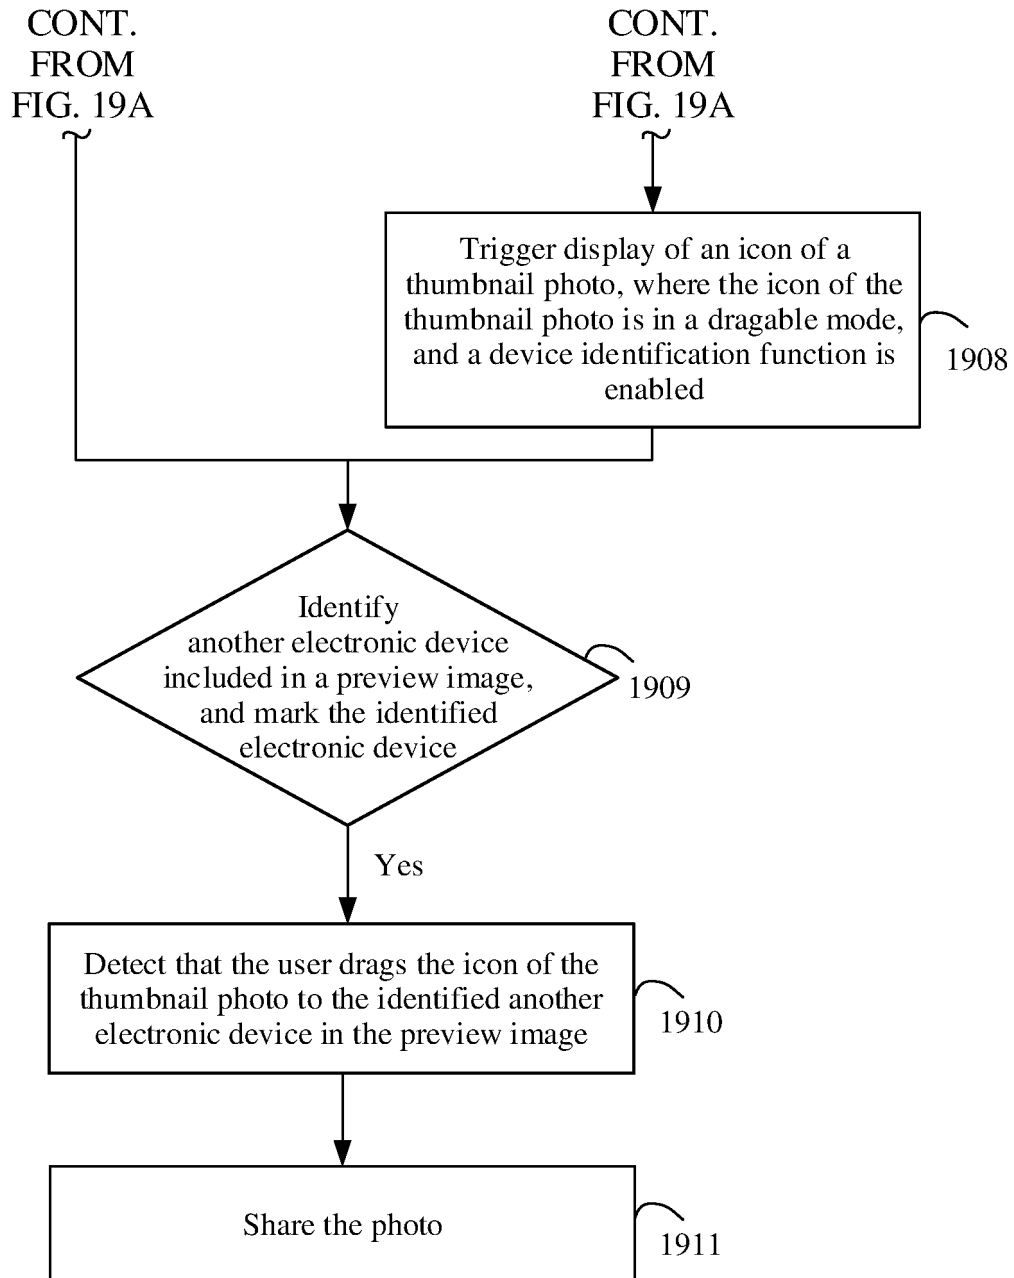 CONT.
FROM
FIG. 19A
CONT.
FROM
FIG. 19A
Trigger display of an icon of a
thumbnail photo, where the icon of the
thumbnail photo is in a dragable mode,
and a device identification function is
enabled
1908
Identify
another electronic device
included in a preview image,
and mark the identified
electronic device
1909
Yes
Detect that the user drags the icon of the
thumbnail photo to the identified another
electronic device in the preview image
1910
Share the photo
1911